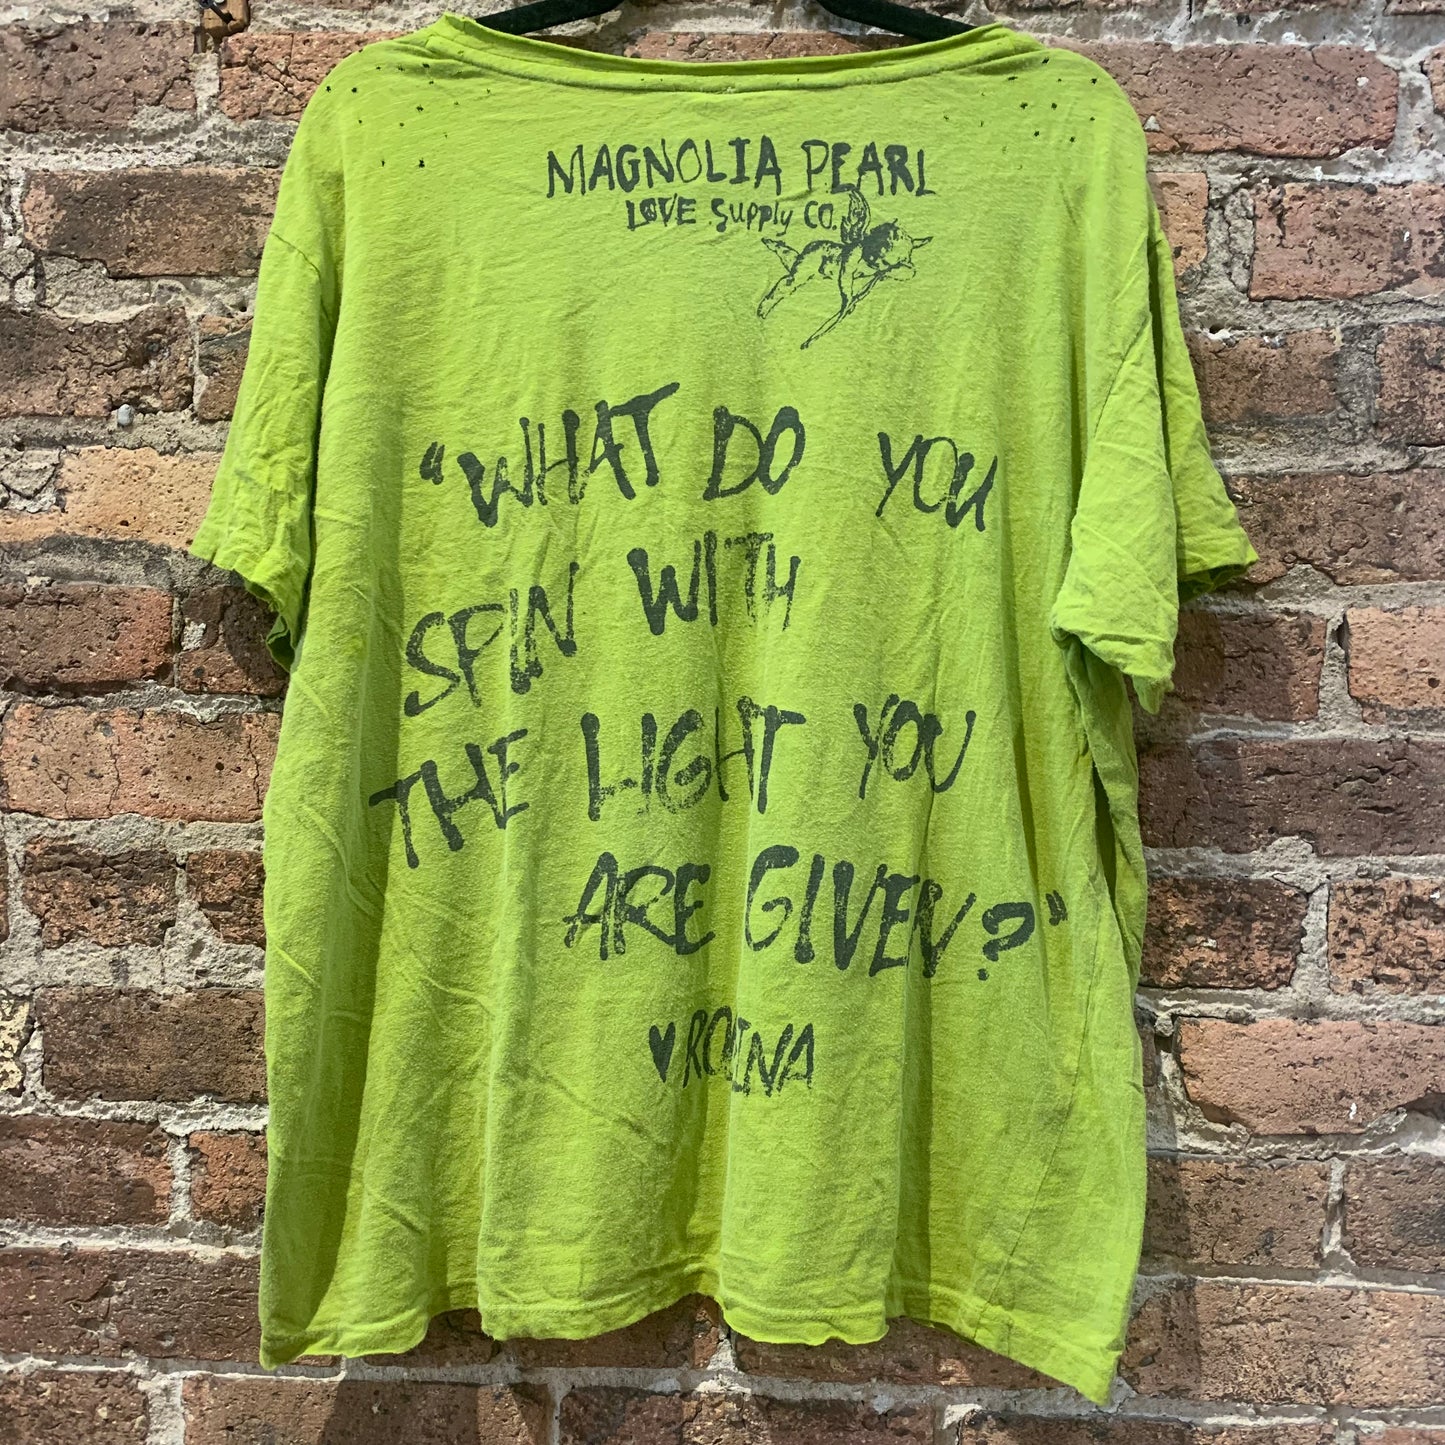 MAGNOLIA PEARL
LOVE Supply CO.
"WHAT DO YOU
SPIN WITH
THE LIGHT YOU
ARE GIVEN?"
♥ROBINA